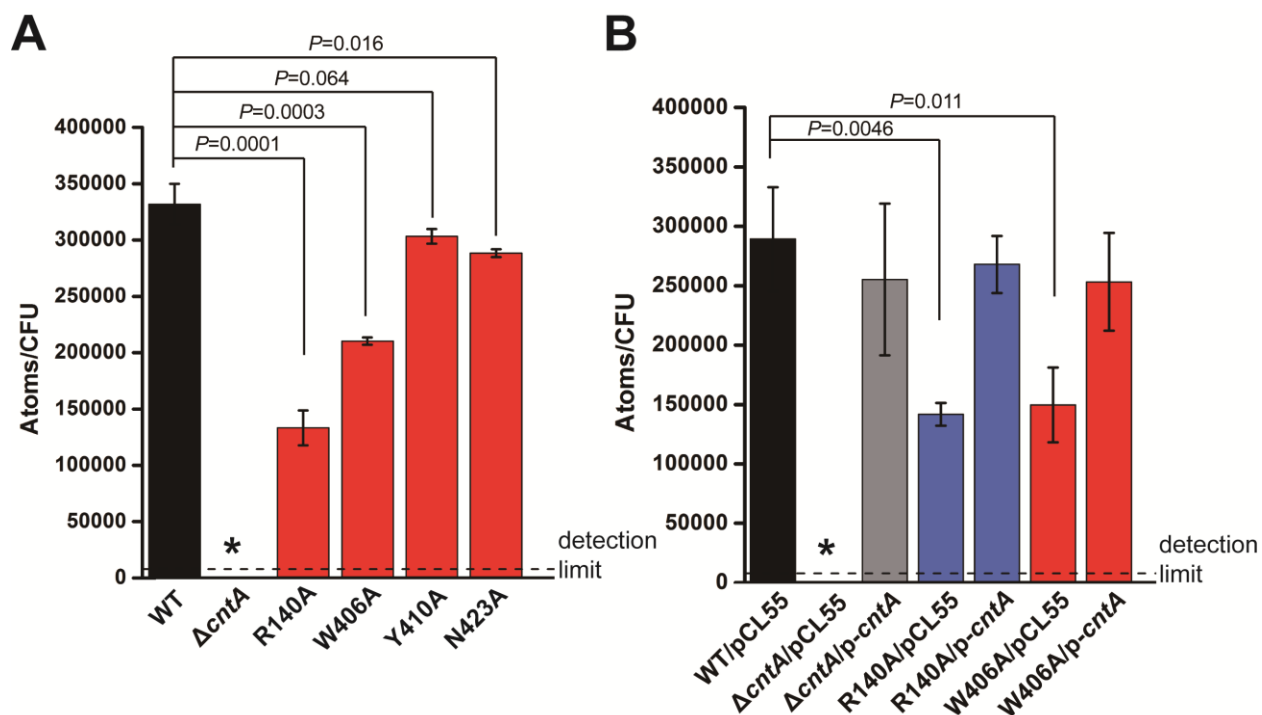 A
P=0.016
P=0.064
P=0.0003
P=0.0001
400000
350000
300000
250000
200000
150000
100000
50000
0
Atoms/CFU
*
detection
limit
WT
ΔcntA
R140A
W406A
Y410A
N423A
B
P=0.011
P=0.0046
400000
350000
300000
250000
200000
150000
100000
50000
0
Atoms/CFU
*
detection
limit
WT/pCL55
ΔcntA/pCL55
ΔcntA/p-cntA
R140A/pCL55
R140A/p-cntA
W406A/pCL55
W406A/p-cntA